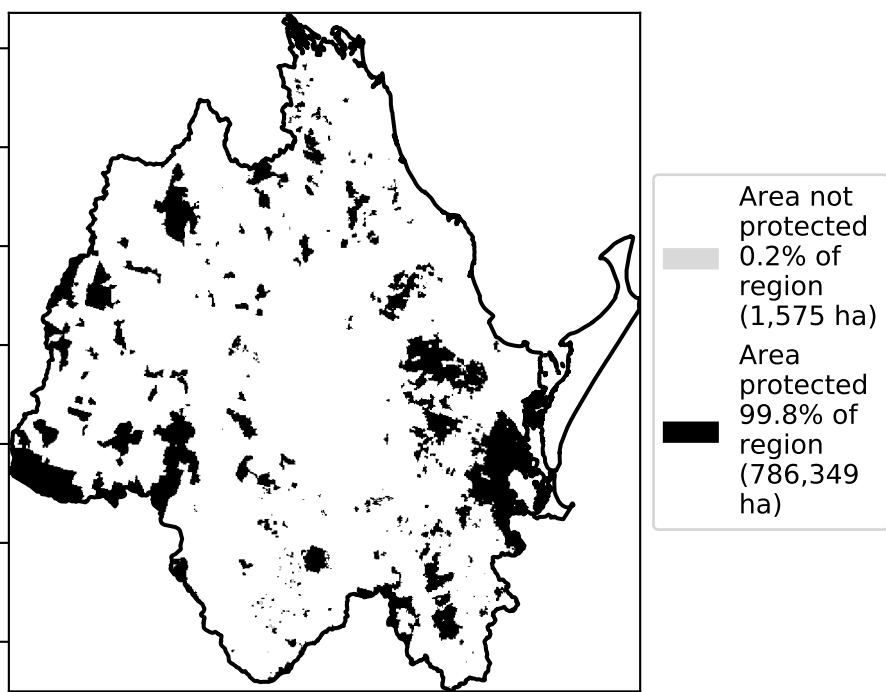 Area not
protected
0.2% of
region
(1,575 ha)
Area
protected
99.8% of
region
(786,349
ha)